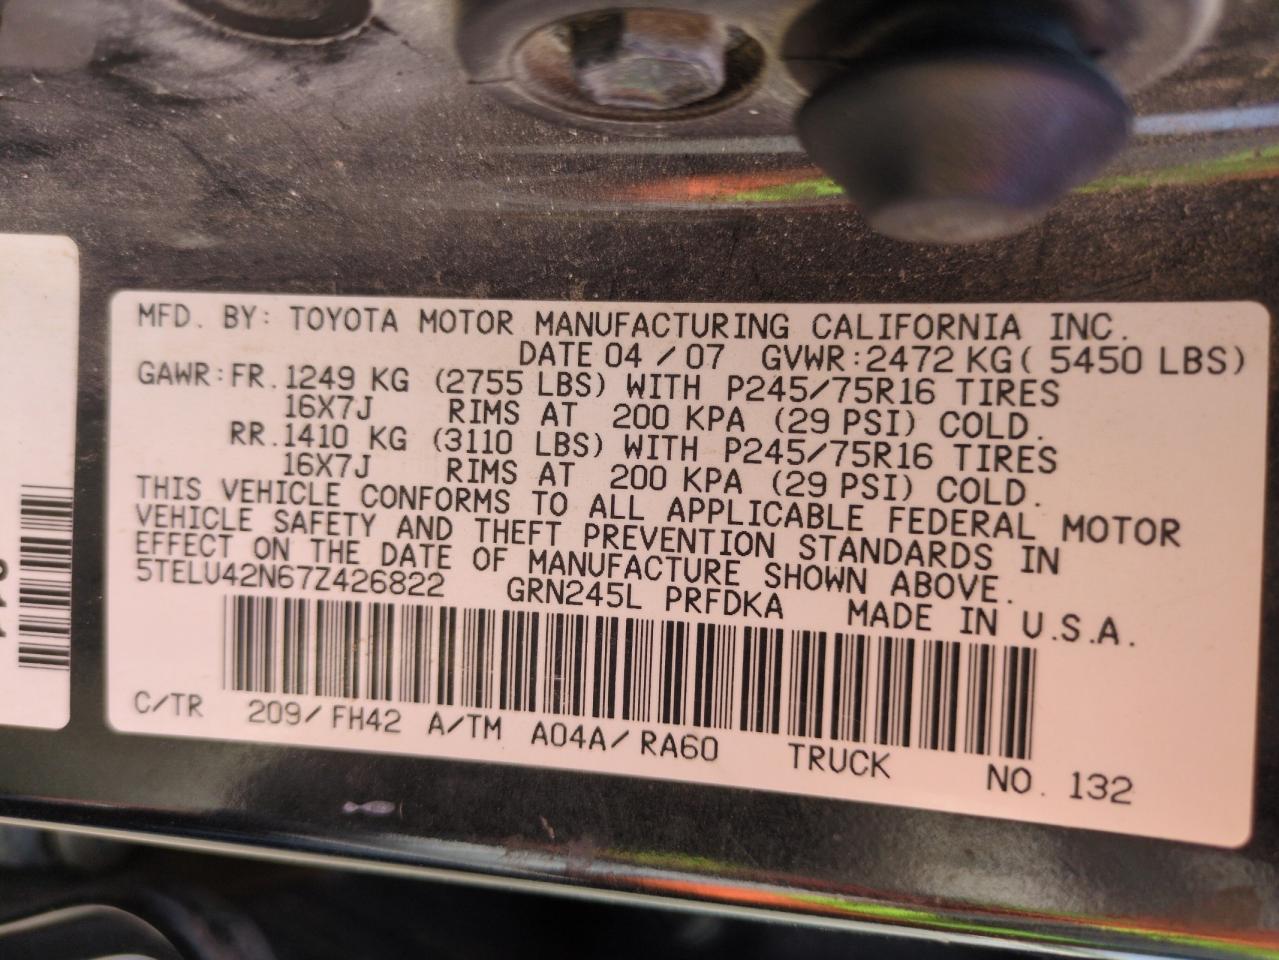 MFD. BY: TOYOTA MOTOR MANUFACTURING CALIFORNIA INC.
DATE 04 / 07 GVWR:2472 KG( 5450 LBS)
GAWR:FR. 1249 KG (2755 LBS) WITH P245/75R16 TIRES
16X7J RIMS AT 200 KPA (29 PSI) COLD.
RR. 1410 KG (3110 LBS) WITH P245/75R16 TIRES
16X7J RIMS AT 200 KPA (29 PSI) COLD.
THIS VEHICLE CONFORMS TO ALL APPLICABLE FEDERAL MOTOR
VEHICLE SAFETY AND THEFT PREVENTION STANDARDS IN
EFFECT ON THE DATE OF MANUFACTURE SHOWN ABOVE.
5TELU42N67Z426822 GRN245L PRFDKA MADE IN U.S.A.
C/TR 209/FH42 A/TM A04A/RA60 TRUCK NO. 132